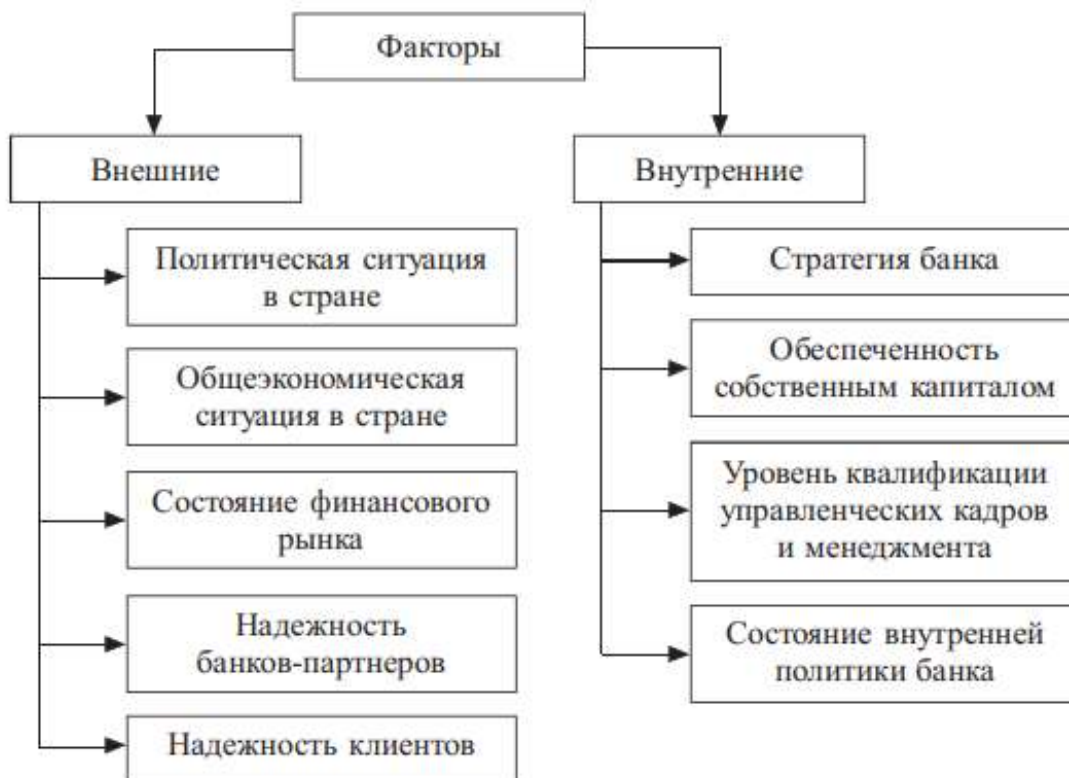 Факторы
Внешние
Политическая ситуация
в стране
Общеэкономическая
ситуация в стране
Состояние финансового
рынка
Надежность
банков-партнеров
Надежность клиентов
Внутренние
Стратегия банка
Обеспеченность
собственным капиталом
Уровень квалификации
управленческих кадров
и менеджмента
Состояние внутренней
политики банка